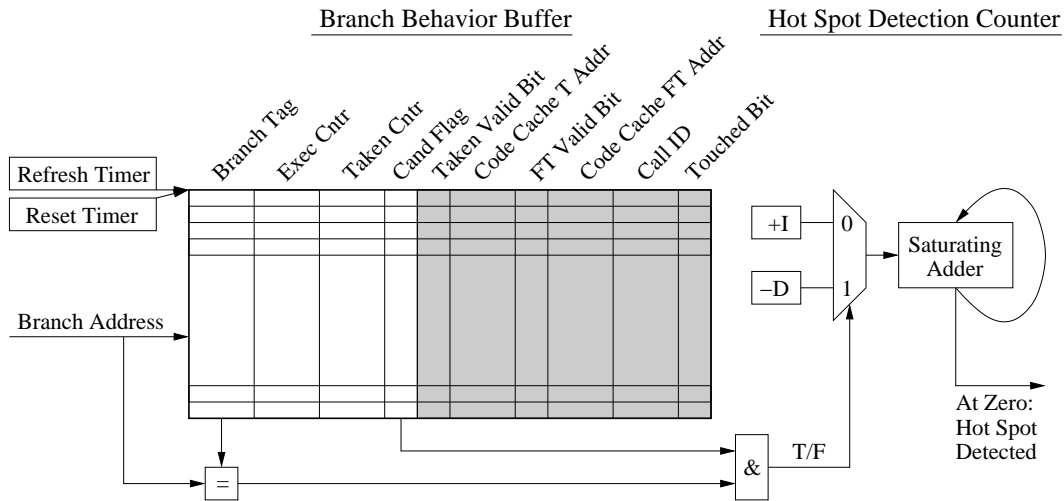 Branch Behavior Buffer
Hot Spot Detection Counter
Branch Tag
Exec Cntr
Taken Cntr
Cand Flag
Taken Valid Bit
Code Cache T Addr
FT Valid Bit
Code Cache FT Addr
Call ID
Touched Bit
Refresh Timer
Reset Timer
Branch Address
+I
0
–D
1
Saturating
Adder
At Zero:
Hot Spot
Detected
=
&
T/F